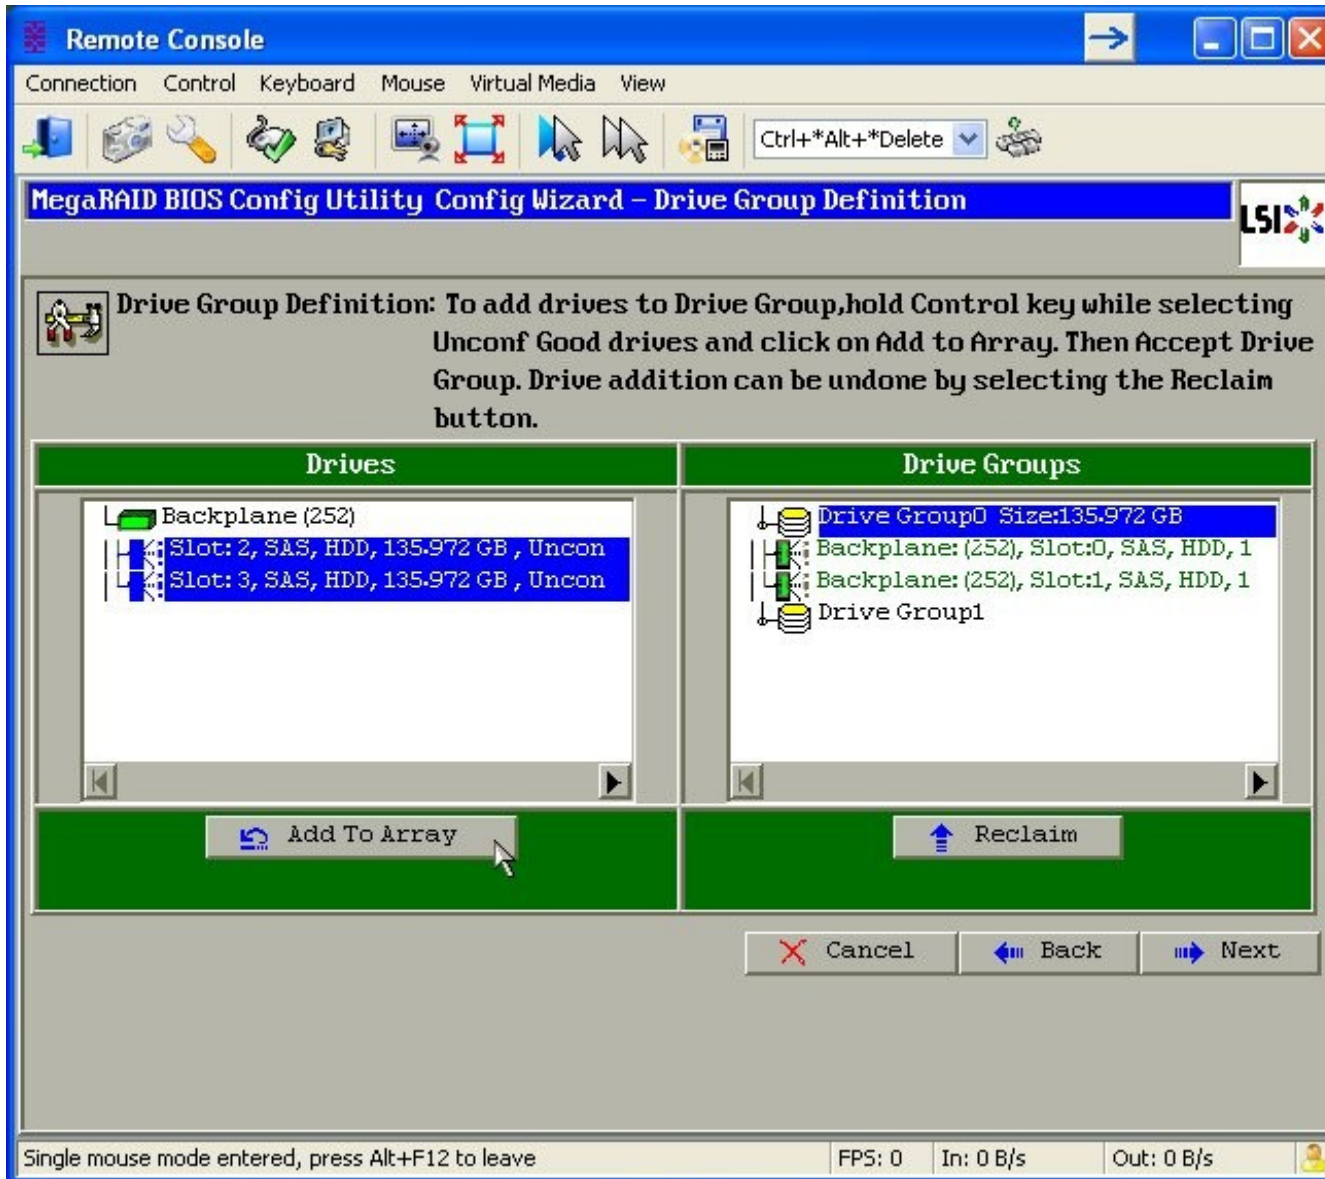 Remote Console
Connection Control Keyboard Mouse Virtual Media View
Ctrl+*Alt+*Delete
MegaRAID BIOS Config Utility Config Wizard – Drive Group Definition
LSI
Drive Group Definition: To add drives to Drive Group,hold Control key while selecting
Unconf Good drives and click on Add to Array. Then Accept Drive
Group. Drive addition can be undone by selecting the Reclaim
button.
Drives
Backplane (252)
Slot: 2, SAS, HDD, 135.972 GB , Uncon
Slot: 3, SAS, HDD, 135.972 GB , Uncon
Add To Array
Drive Groups
Drive Group0 Size:135.972 GB
Backplane: (252), Slot:0, SAS, HDD, 1
Backplane: (252), Slot:1, SAS, HDD, 1
Drive Group1
Reclaim
Cancel Back Next
Single mouse mode entered, press Alt+F12 to leave FPS: 0 In: 0 B/s Out: 0 B/s